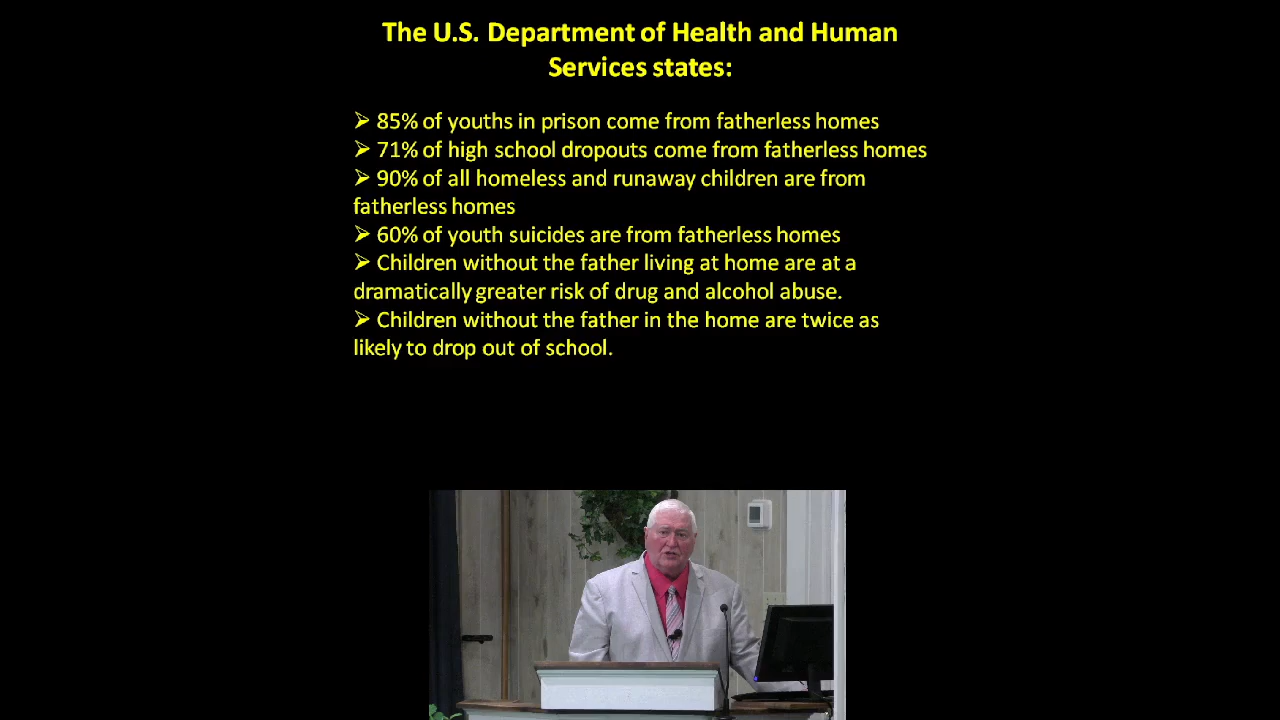 The U.S. Department of Health and Human
Services states:
➢ 85% of youths in prison come from fatherless homes
➢ 71% of high school dropouts come from fatherless homes
➢ 90% of all homeless and runaway children are from
fatherless homes
➢ 60% of youth suicides are from fatherless homes
➢ Children without the father living at home are at a
dramatically greater risk of drug and alcohol abuse.
➢ Children without the father in the home are twice as
likely to drop out of school.